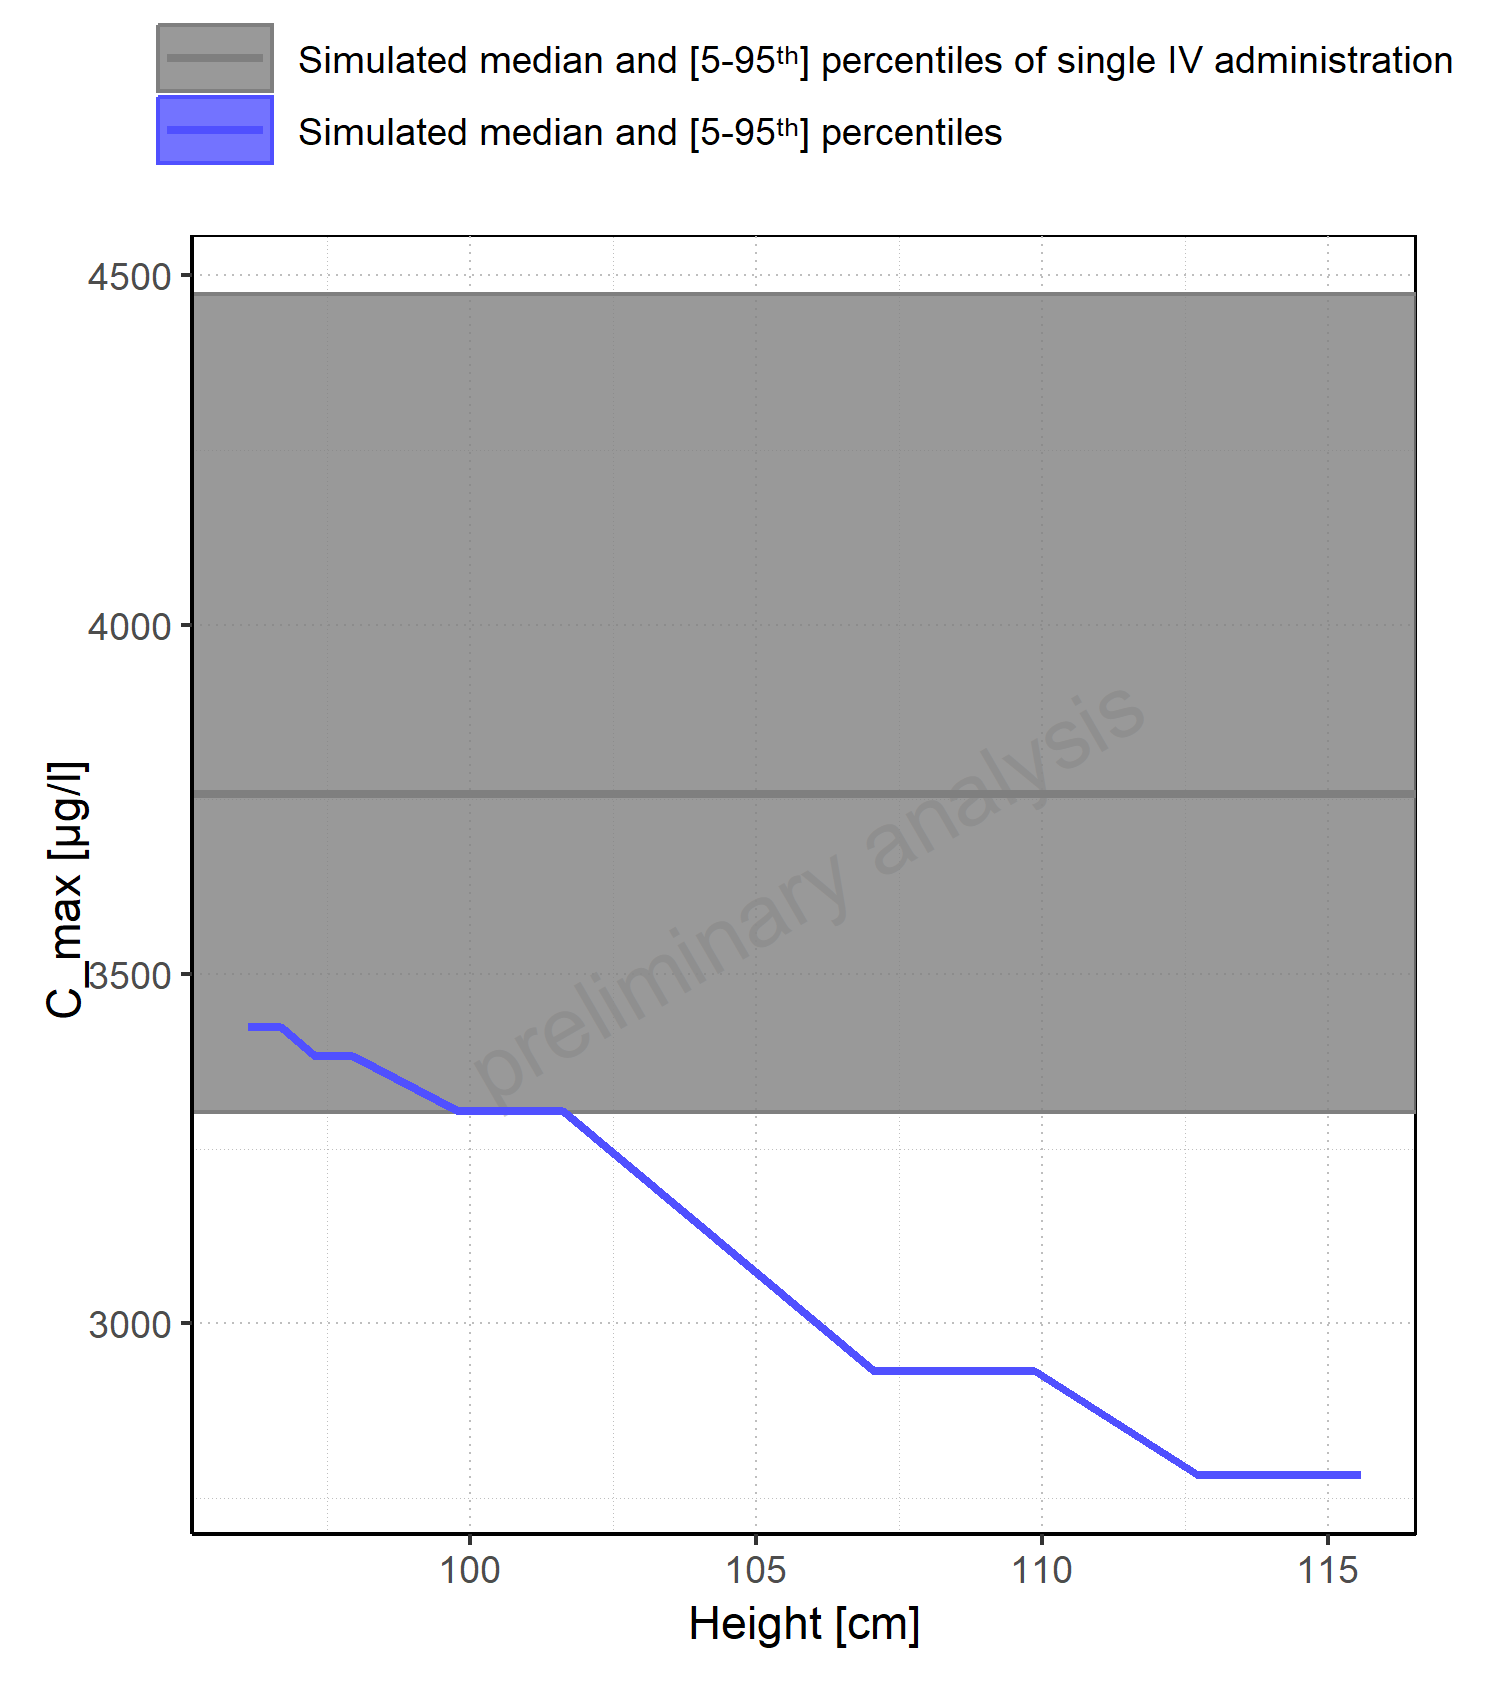 Simulated median and [5-95th] percentiles of single IV administration
Simulated median and [5-95th] percentiles
4500
4000
3500
3000
C_max [µg/l]
preliminary analysis
100 105 110 115
Height [cm]